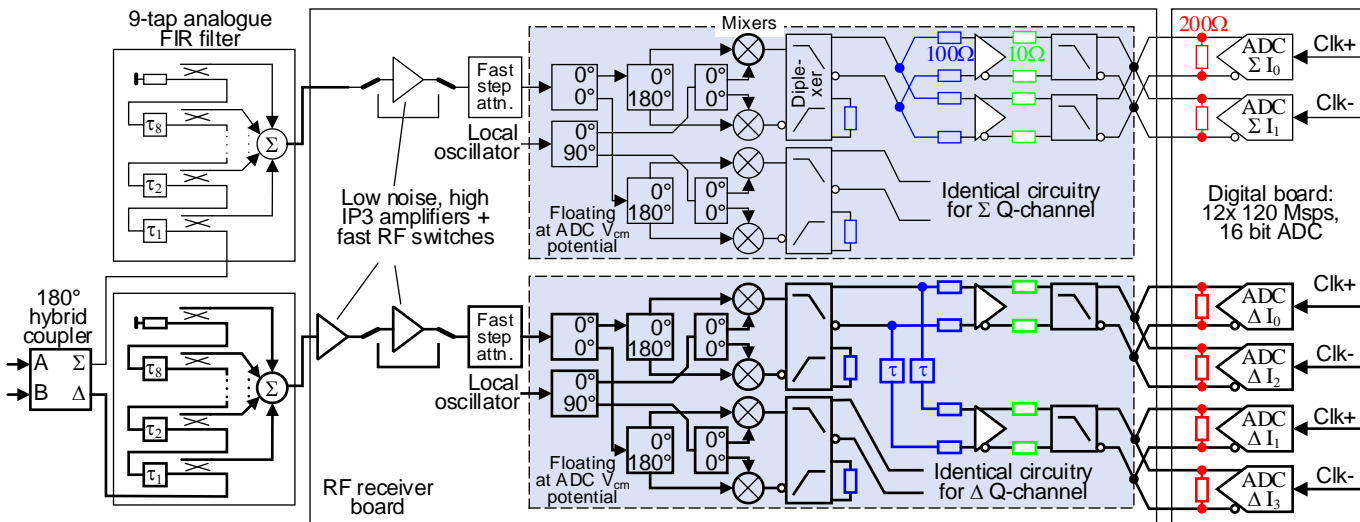 9-tap analogue
FIR filter
τ8
τ2
τ1
Σ
180°
hybrid
coupler
A Σ
B Δ
τ8
τ2
τ1
Σ
Low noise, high
IP3 amplifiers +
fast RF switches
RF receiver
board
Fast
step
attn.
Local
oscillator
0°
0°
0°
90°
0°
180°
0°
0°
0°
180°
0°
0°
Mixers
Diple-
xer
Floating
at ADC Vcm
potential
100Ω
10Ω
Identical circuitry
for Σ Q-channel
200Ω
ADC
Σ I0
Clk+
ADC
Σ I1
Clk-
Digital board:
12x 120 Msps,
16 bit ADC
Fast
step
attn.
Local
oscillator
0°
0°
0°
90°
0°
180°
0°
0°
0°
180°
0°
0°
Floating
at ADC Vcm
potential
τ τ
Identical circuitry
for Δ Q-channel
ADC
Δ I0
Clk+
ADC
Δ I2
Clk-
ADC
Δ I1
Clk+
ADC
Δ I3
Clk-